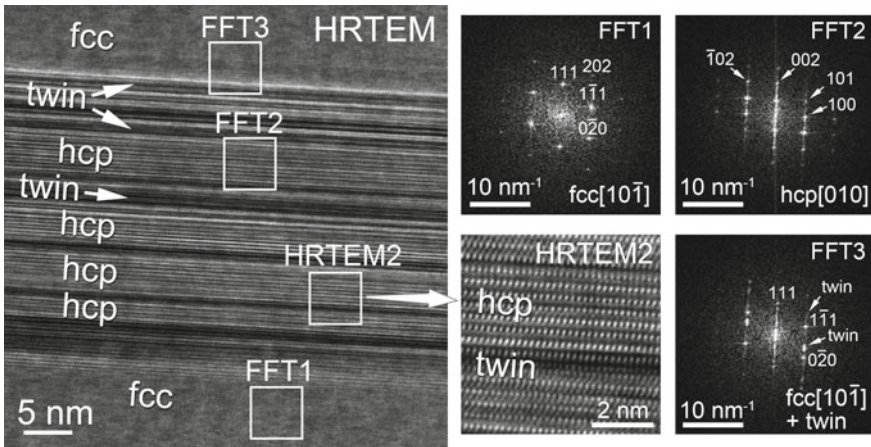 HRTEM
fcc
FFT3
twin
FFT2
hcp
twin
hcp
HRTEM2
hcp
hcp
FFT1
fcc
5 nm
FFT1
111
202
11̄1
02̄0
10 nm⁻¹
fcc[101̄]
FFT2
1̄02
002
101
100
10 nm⁻¹
hcp[010]
HRTEM2
hcp
twin
2 nm
FFT3
111
twin
11̄1
twin
02̄0
10 nm⁻¹
fcc[101̄]
+ twin